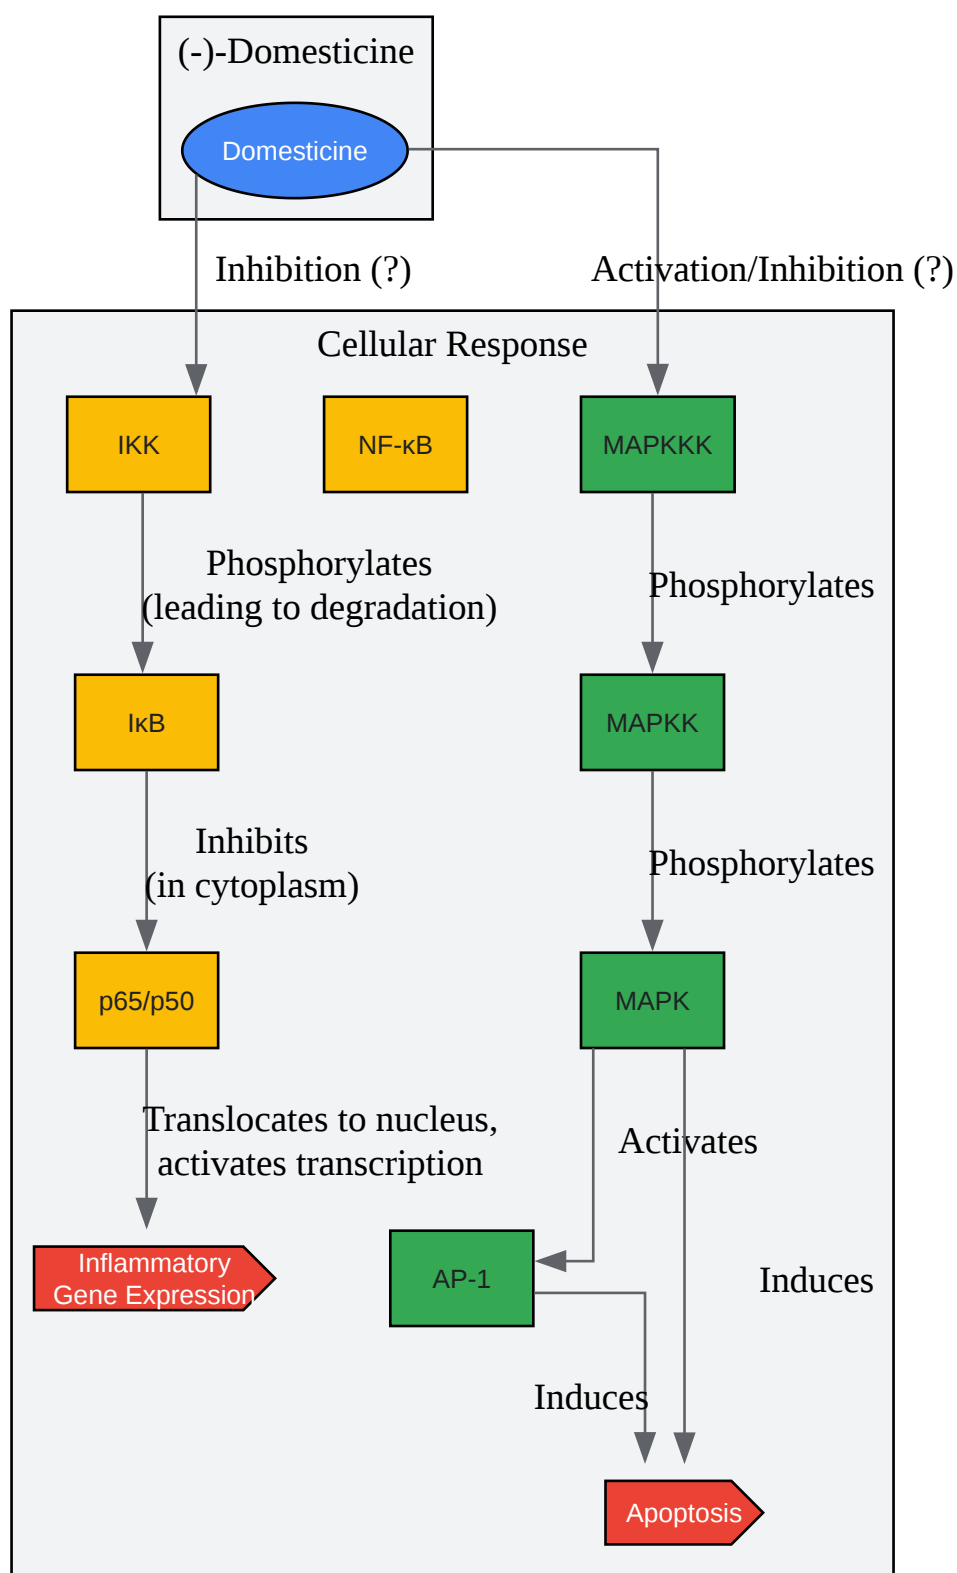 (-)-Domesticine
Domesticine
Inhibition (?)
Activation/Inhibition (?)
Cellular Response
IKK
NF-κB
MAPKKK
Phosphorylates
(leading to degradation)
Phosphorylates
IκB
MAPKK
Inhibits
(in cytoplasm)
Phosphorylates
p65/p50
MAPK
Translocates to nucleus,
activates transcription
Activates
Inflammatory
Gene Expression
AP-1
Induces
Induces
Apoptosis